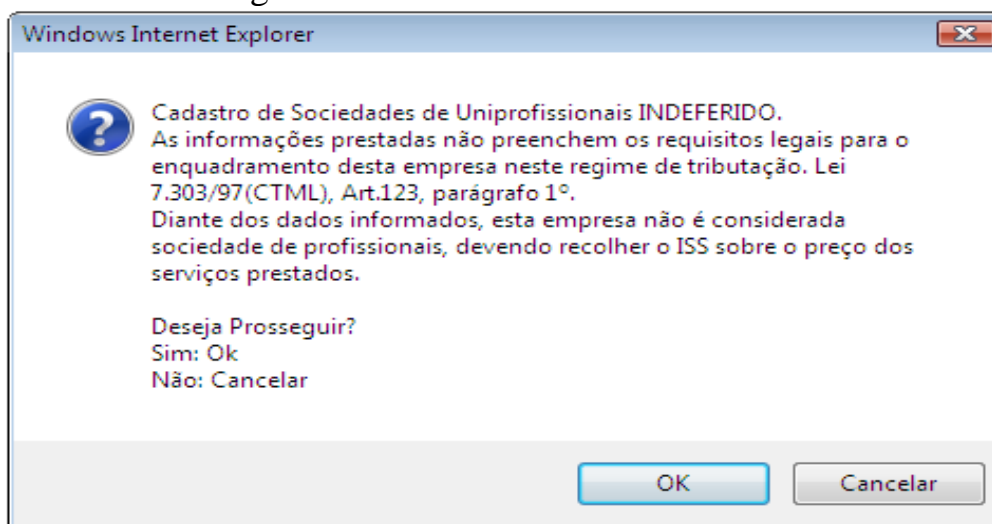 Windows Internet Explorer
Cadastro de Sociedades de Uniprofissionais INDEFERIDO.
As informações prestadas não preenchem os requisitos legais para o
enquadramento desta empresa neste regime de tributação. Lei
7.303/97(CTML), Art.123, parágrafo 1º.
Diante dos dados informados, esta empresa não é considerada
sociedade de profissionais, devendo recolher o ISS sobre o preço dos
serviços prestados.
Deseja Prosseguir?
Sim: Ok
Não: Cancelar
OK
Cancelar